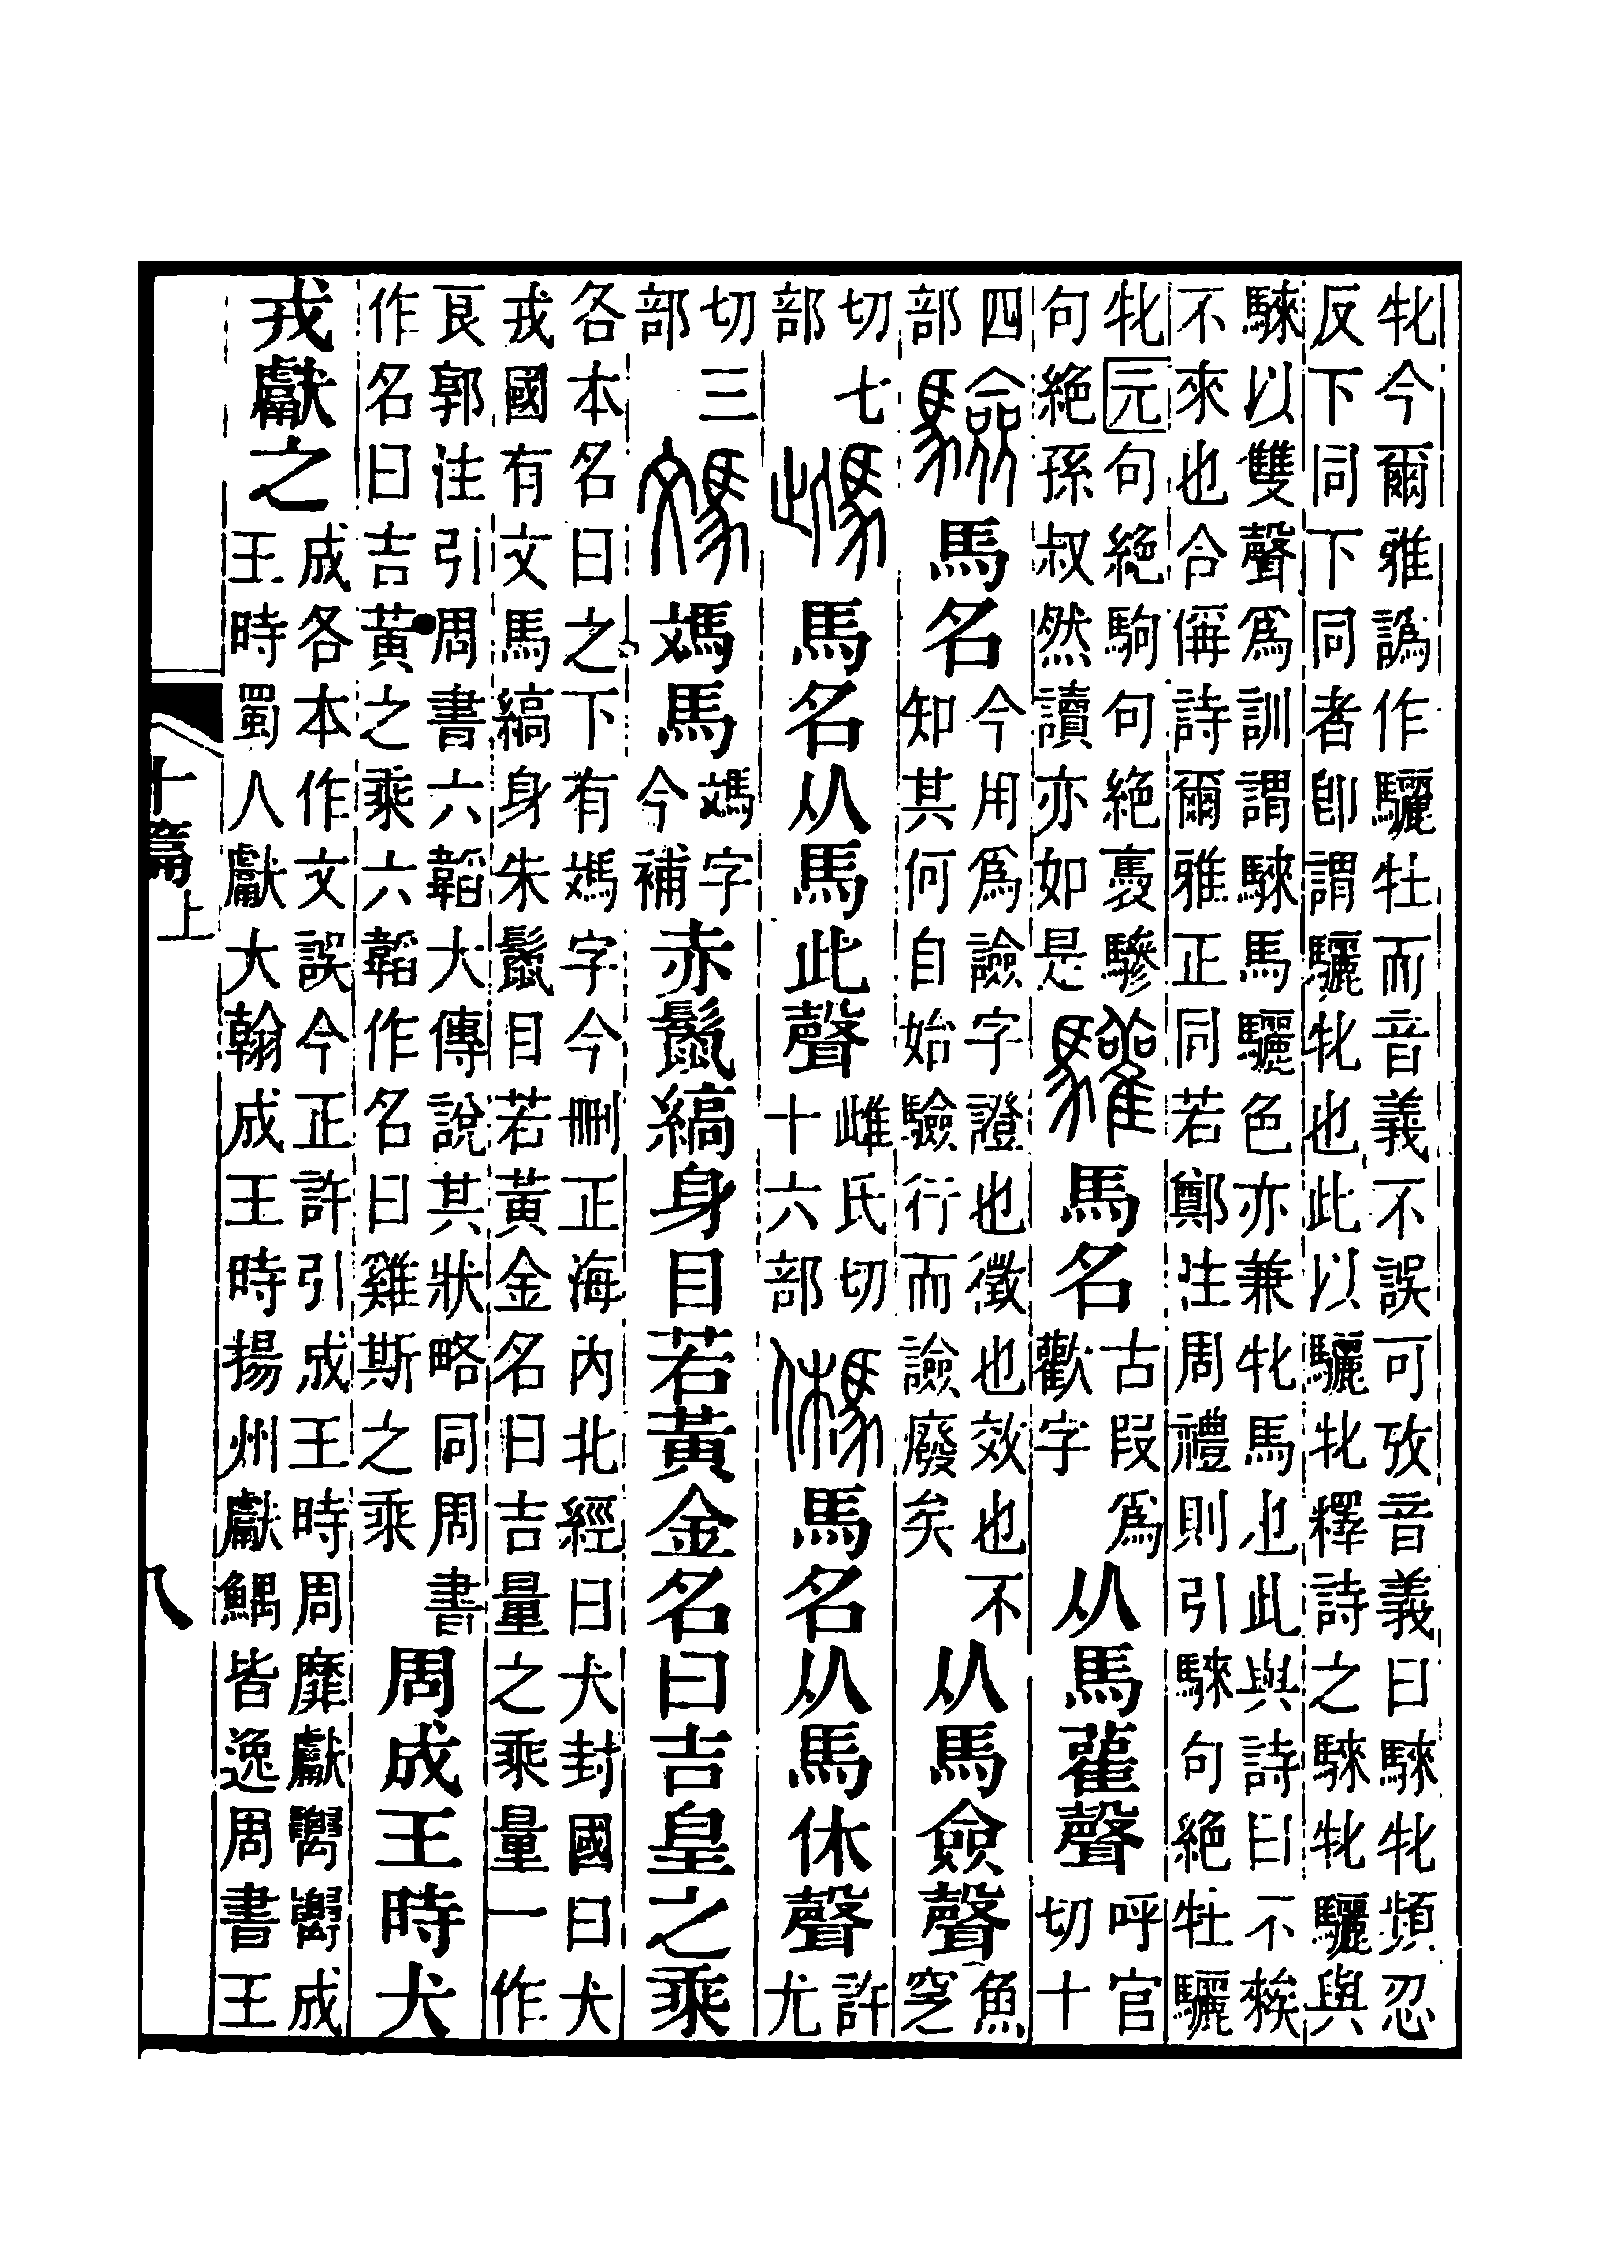 牝今爾雅譌作驪牡而音義不誤可攷音義曰騋牝頻忍
反下同下同者卽謂驪牝也此以驪牝釋詩之騋牝驪與
騋以雙聲爲訓謂騋馬驪色亦兼牝馬也此與詩曰不𥏳
不來也合偁詩爾雅正同若鄭注周禮則引騋句絕牡驪
牝元句絕駒句絕褭驂
句絕孫叔然讀亦如是
驩馬名
古叚爲
歡字
从馬雚聲
呼官
切十
四
部
驗馬名
今用爲譣字證也徵也效也不
知其何自始驗行而譣廢矣
从馬僉聲
魚
窆
切七
部
馬名从馬此聲
雌氏切
十六部
馬名从馬休聲
許
尤
切三
部
馼馼馬
馼字
今補
赤鬣縞身目若黃金名曰吉皇之乘
各本名曰之下有馼字今刪正海內北經曰犬封國曰犬
戎國有文馬縞身朱鬣目若黃金名曰吉量之乘量一作
良郭注引周書六韜大傳說其狀略同周書
作名曰吉黃之乘六韜作名曰雞斯之乘
周成王時犬
戎獻之
成各本作文誤今正許引成王時周靡獻成
王時蜀人獻大翰成王時揚州獻鰅皆逸周書王
十篇上
八